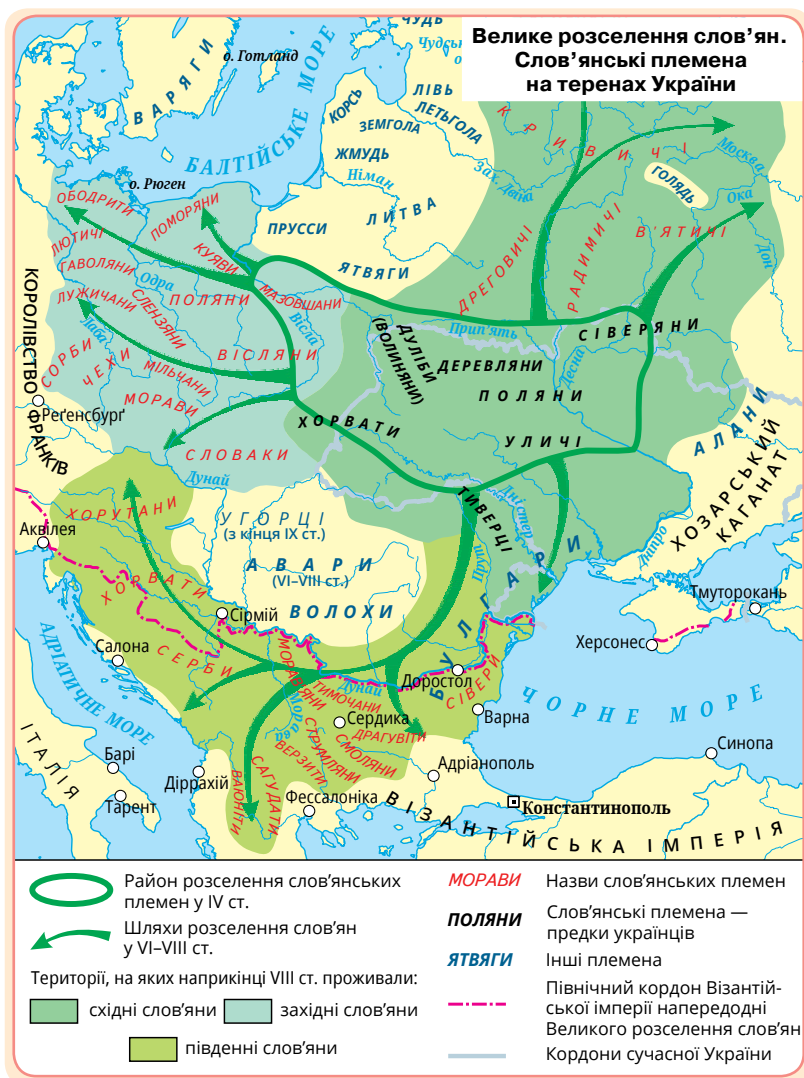 Велике розселення слов’ян.
Слов’янські племена
на теренах України
ЧУДЬ
Чудсь
о
о. Готланд
ВАРЯГИ
БАЛТІЙСЬКЕ МОРЕ
КОРСЬ
ЛІВЬ
ЛЕТЬГОЛА
ЗЕМГОЛА
ЖМУДЬ
Німан
Зах. Двіна
КРИВИЧІ
Москва
ГОЛЯДЬ
Ока
о. Рюген
ОБОДРИТИ
ПОМОРЯНИ
ПРУССИ
ЛИТВА
РАДИМИЧІ
В’ЯТИЧІ
Дон
ЛЮТИЧІ
КУЯВИ
ЯТВЯГИ
ДРЕГОВИЧІ
ГАВОЛЯНИ
Одра
ПОЛЯНИ
МАЗОВШАНИ
ЛУЖИЧАНИ
СЛЕНЗЯНИ
Вісла
Лаба
Прип’ять
СІВЕРЯНИ
КОРОЛІВСТВО ФРАНКІВ
СОРБИ
ЧЕХИ
МІЛЬЧАНИ
ВІСЛЯНИ
ДУЛІБИ
(ВОЛИНЯНИ)
ДЕРЕВЛЯНИ
Десна
ПОЛЯНИ
Реґенсбурґ
МОРАВИ
ХОРВАТИ
УЛИЧІ
АЛАНИ
СЛОВАКИ
Дунай
ТИВЕРЦІ
Дністер
ХОЗАРСЬКИЙ
КАГАНАТ
ХОРУТАНИ
УГОРЦІ
(з кінця IX ст.)
Аквілея
АВАРИ
(VI–VIII ст.)
Прут
Дніпро
ХОРВАТИ
ВОЛОХИ
БУЛГАРИ
Тмуторокань
Сірмій
Херсонес
Салона
СЕРБИ
АДРІАТИЧНЕ МОРЕ
МОРАВ’ЯНИ
ТИМОЧАНИ
Дунай
Доростол
СІВЕРИ
ЧОРНЕ МОРЕ
Морава
Сердика
Варна
ДРАГУВІТИ
СТРУМЛЯНИ
СМОЛЯНИ
ВЕРЗИТИ
САГУДАТИ
ВАЮНІТИ
ІТАЛІЯ
Барі
Діррахій
Адріанополь
Синопа
Тарент
Фессалоніка
Константинополь
ВІЗАНТІЙСЬКА ІМПЕРІЯ
Район розселення слов’янських
племен у IV ст.
Шляхи розселення слов’ян
у VI–VIII ст.
Території, на яких наприкінці VIII ст. проживали:
східні слов’яни
західні слов’яни
південні слов’яни
МОРАВИ
Назви слов’янських племен
ПОЛЯНИ
Слов’янські племена —
предки українців
ЯТВЯГИ
Інші племена
Північний кордон Візантій-
ської імперії напередодні
Великого розселення слов’ян
Кордони сучасної України